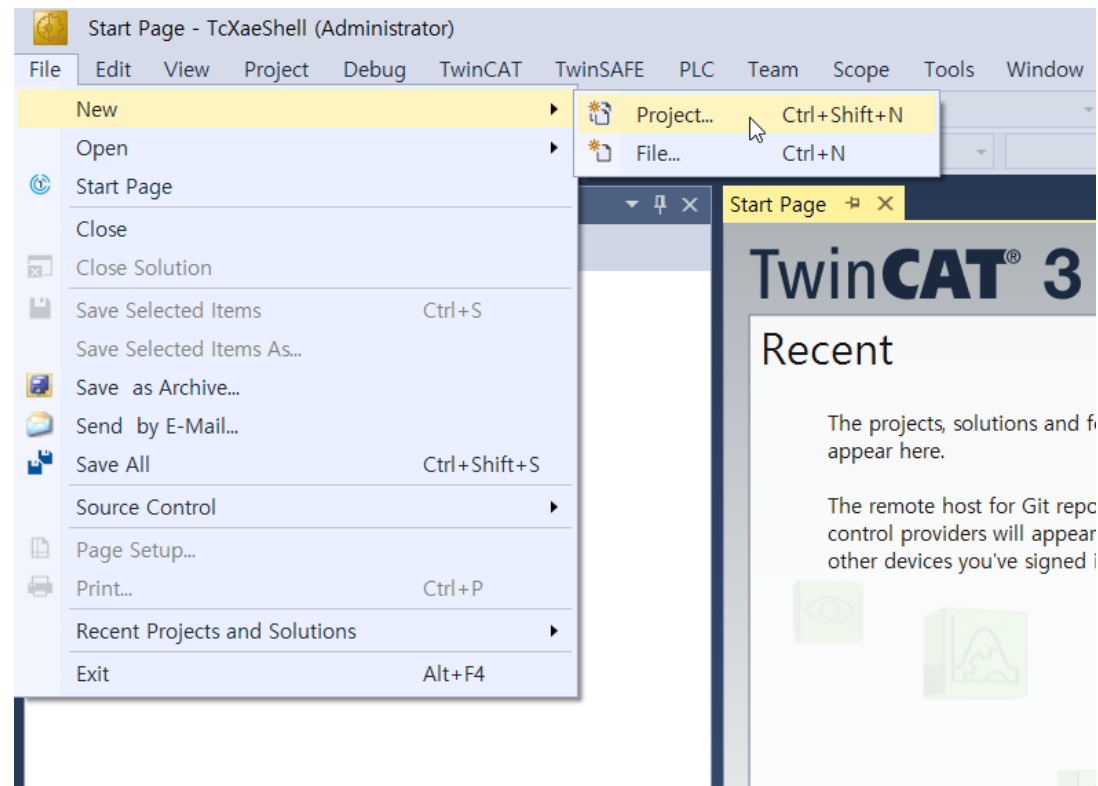 Start Page - TcXaeShell (Administrator)
File Edit View Project Debug TwinCAT TwinSAFE PLC Team Scope Tools Window
New
Project... Ctrl+Shift+N
Open
File... Ctrl+N
Start Page
Close
Start Page
Close Solution
TwinCAT® 3
Save Selected Items Ctrl+S
Save Selected Items As...
Recent
Save as Archive...
Send by E-Mail...
Save All Ctrl+Shift+S
Source Control
Page Setup...
Print... Ctrl+P
Recent Projects and Solutions
Exit Alt+F4
The projects, solutions and
appear here.
The remote host for Git
control providers will appear
other devices you've signed